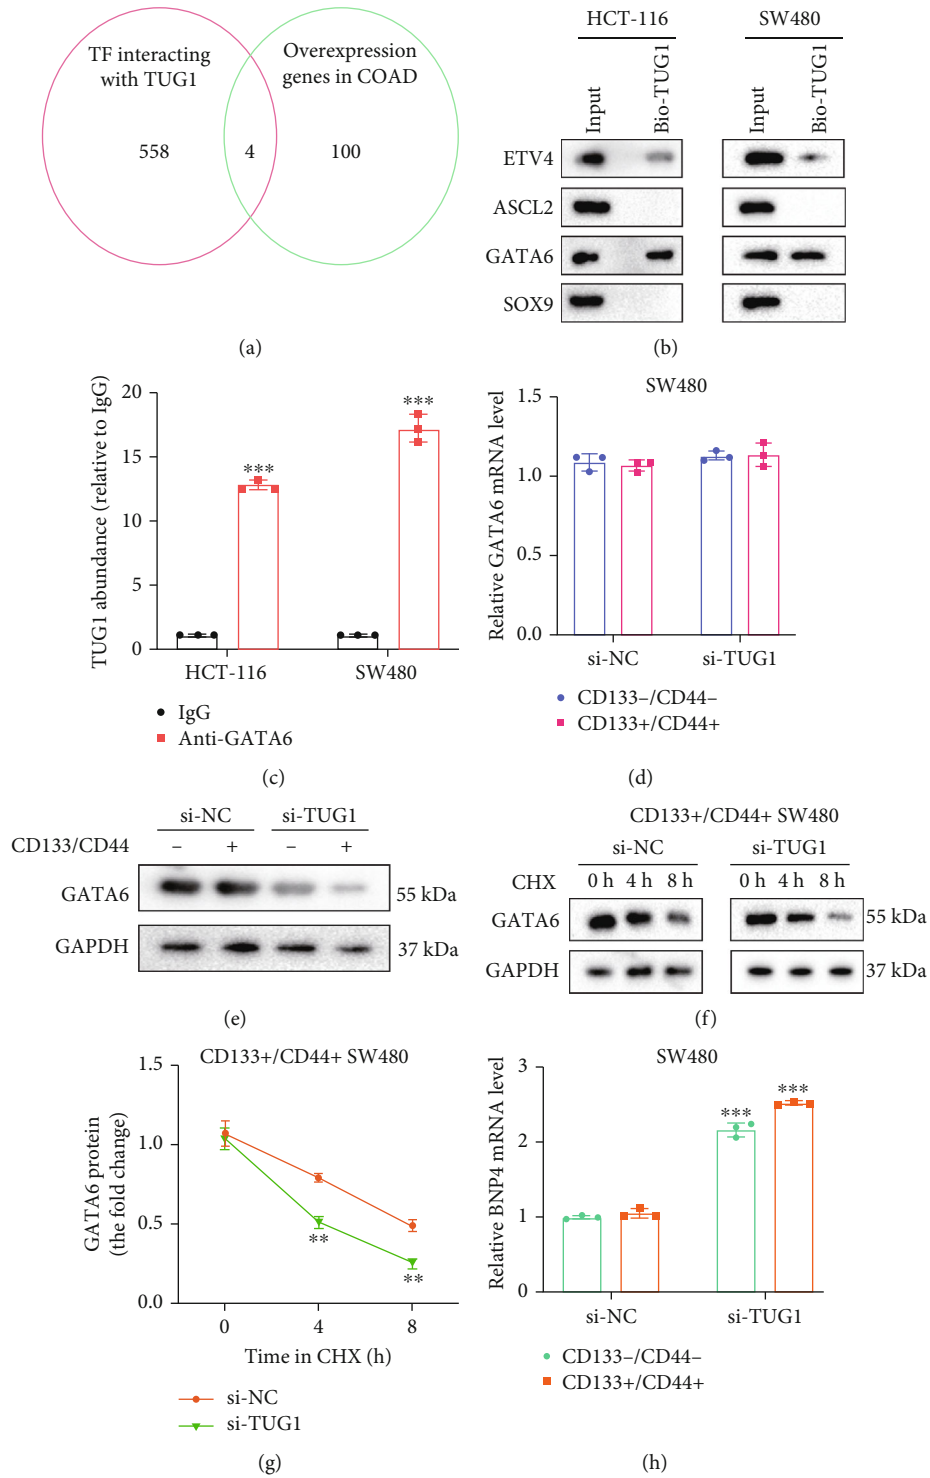 TF interacting
with TUG1
Overexpression
genes in COAD
558
4
100
(a)
HCT-116
SW480
Input
Bio-TUG1
Input
Bio-TUG1
ETV4
ASCL2
GATA6
SOX9
(b)
TUG1 abundance (relative to IgG)
20
15
10
5
0
***
***
HCT-116
SW480
IgG
Anti-GATA6
(c)
SW480
Relative GATA6 mRNA level
1.5
1.0
0.5
0.0
si-NC
si-TUG1
CD133–/CD44–
CD133+/CD44+
(d)
si-NC
si-TUG1
CD133/CD44
–
+
–
+
GATA6
55 kDa
GAPDH
37 kDa
(e)
CD133+/CD44+ SW480
si-NC
si-TUG1
CHX
0 h
4 h
8 h
0 h
4 h
8 h
GATA6
55 kDa
GAPDH
37 kDa
(f)
CD133+/CD44+ SW480
GATA6 protein
(the fold change)
1.5
1.0
0.5
0.0
**
**
0
4
8
Time in CHX (h)
si-NC
si-TUG1
(g)
SW480
Relative BNP4 mRNA level
3
2
1
0
***
***
si-NC
si-TUG1
CD133–/CD44–
CD133+/CD44+
(h)